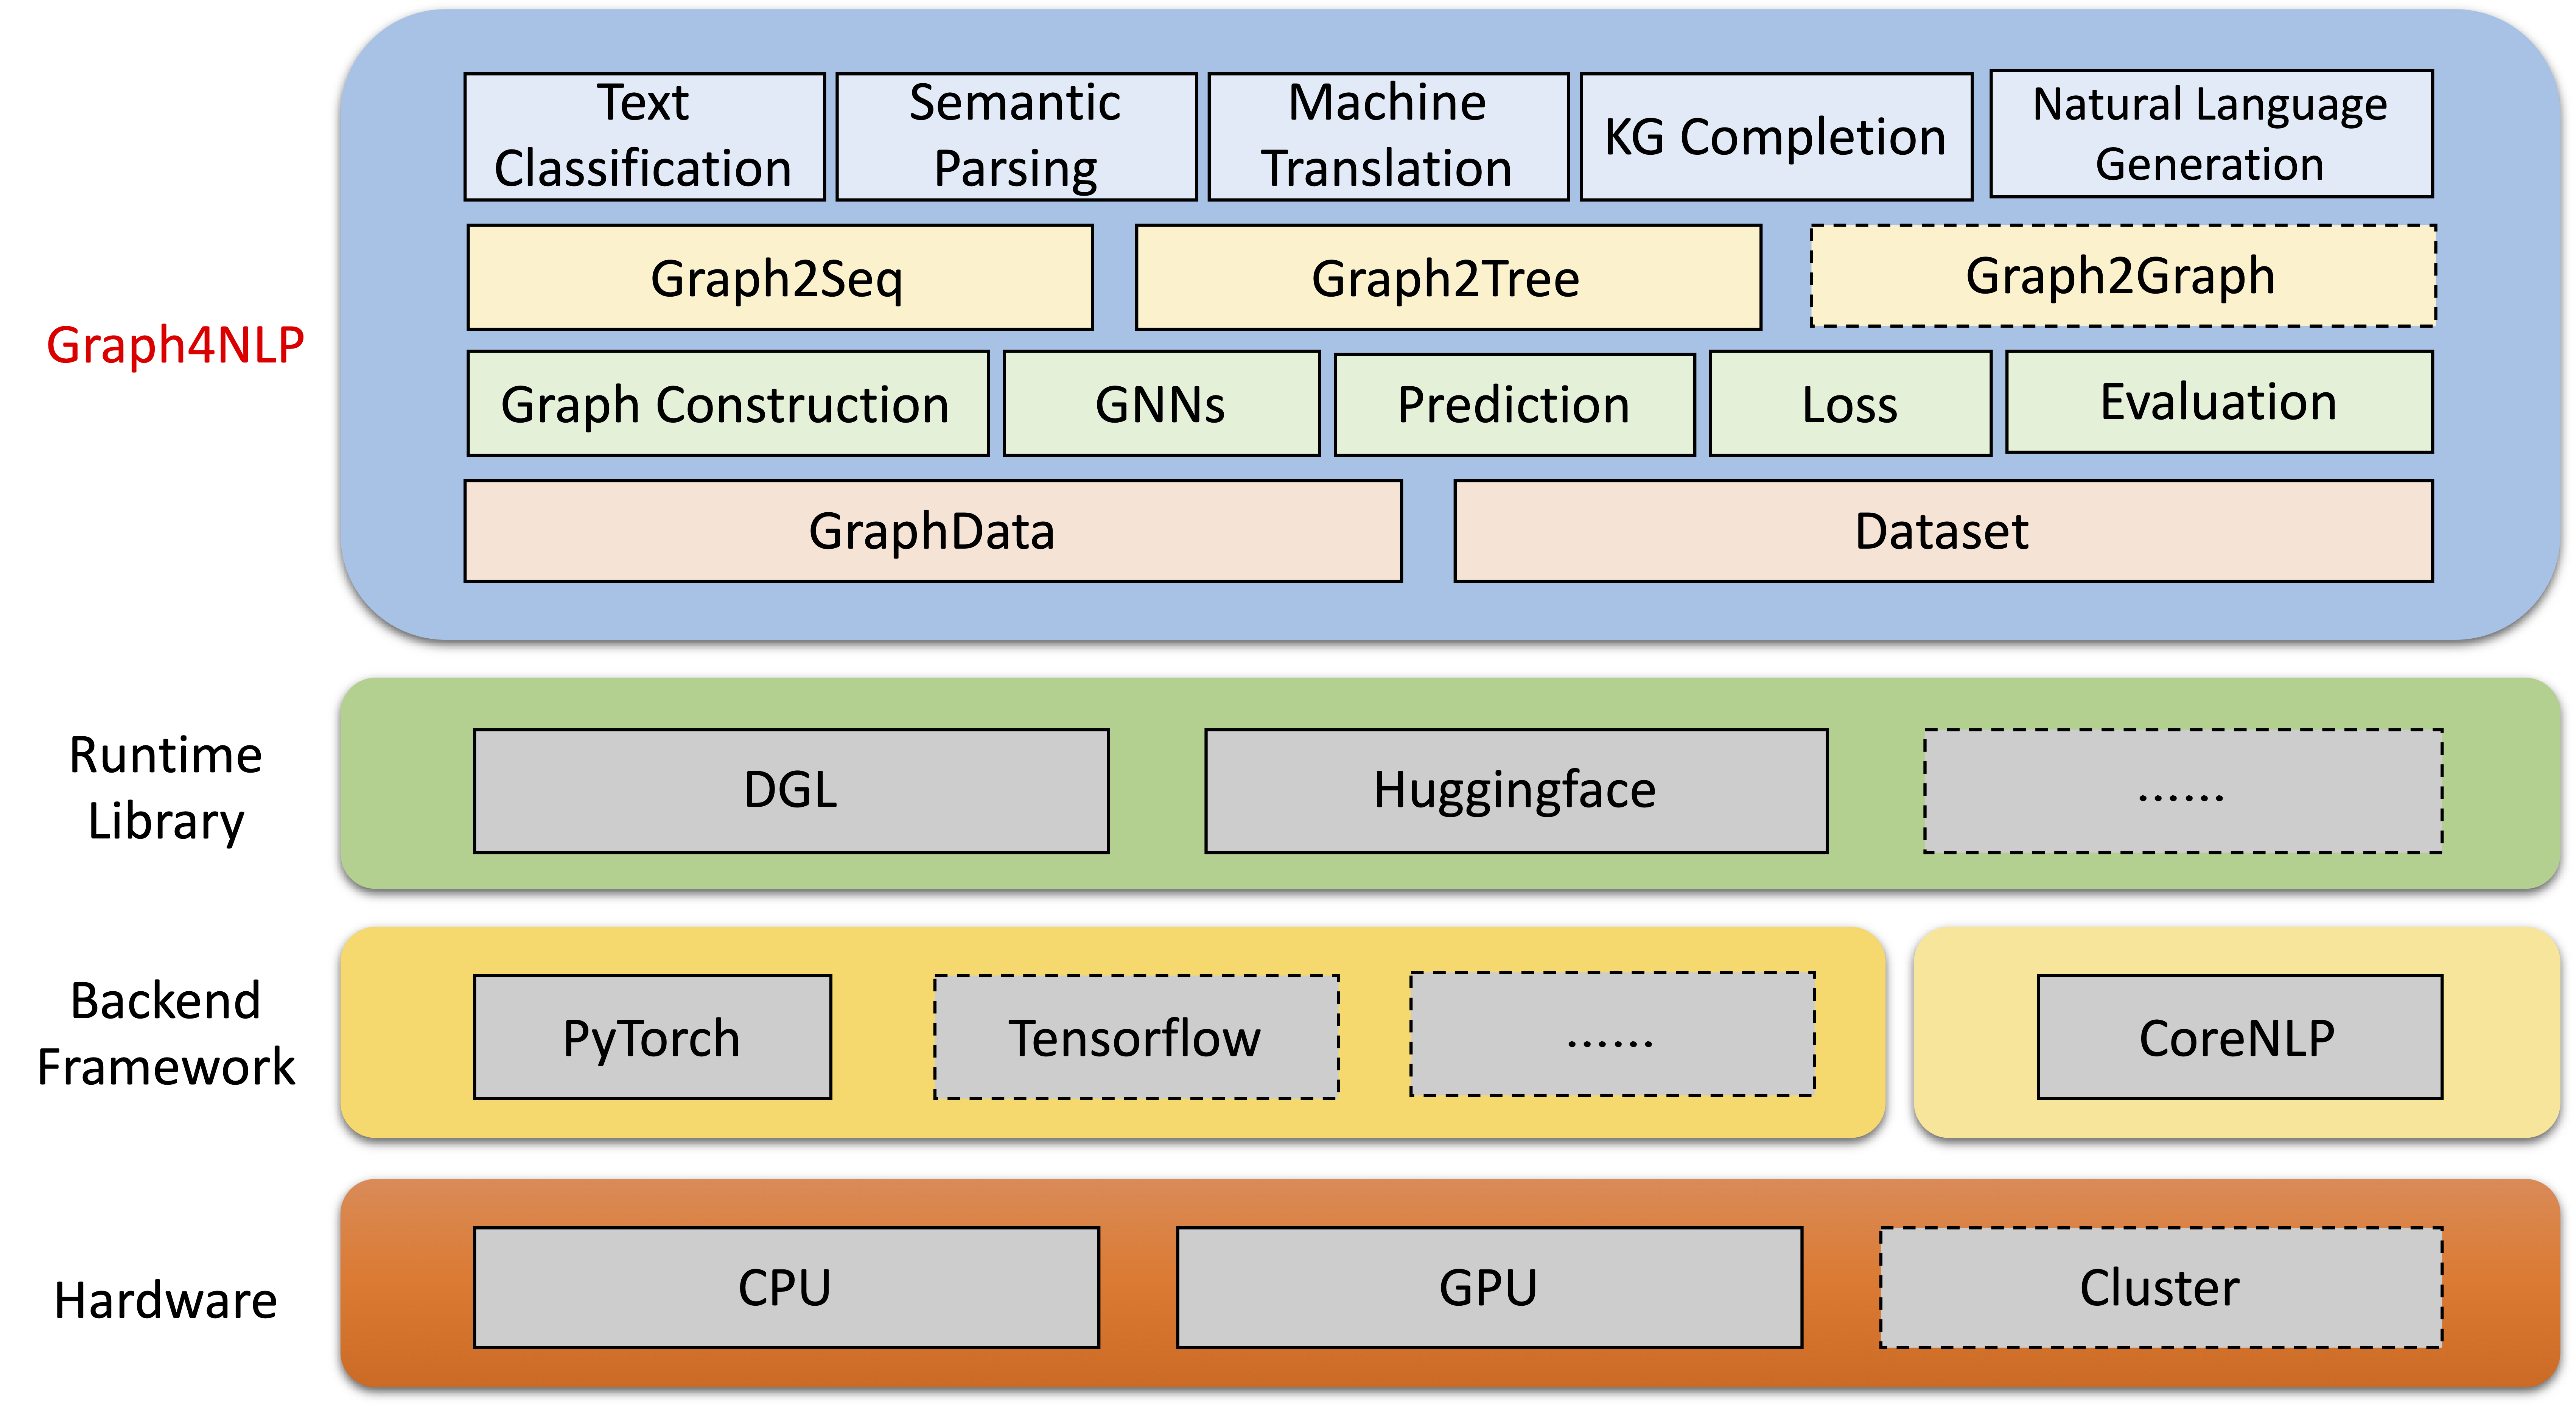 Graph4NLP
Text
Classification
Semantic
Parsing
Machine
Translation
KG Completion
Natural Language
Generation
Graph2Seq
Graph2Tree
Graph2Graph
Graph Construction
GNNs
Prediction
Loss
Evaluation
GraphData
Dataset
Runtime
Library
DGL
Huggingface
......
Backend
Framework
PyTorch
Tensorflow
......
CoreNLP
Hardware
CPU
GPU
Cluster